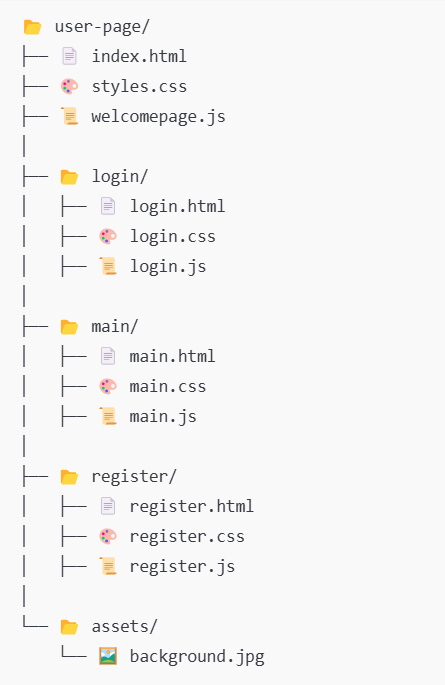 📂 user-page/
├── 📄 index.html
├── 🎨 styles.css
├── 📜 welcomepage.js
│
├── 📂 login/
│   ├── 📄 login.html
│   ├── 🎨 login.css
│   ├── 📜 login.js
│
├── 📂 main/
│   ├── 📄 main.html
│   ├── 🎨 main.css
│   ├── 📜 main.js
│
├── 📂 register/
│   ├── 📄 register.html
│   ├── 🎨 register.css
│   ├── 📜 register.js
│
└── 📂 assets/
    └── 🖼️ background.jpg